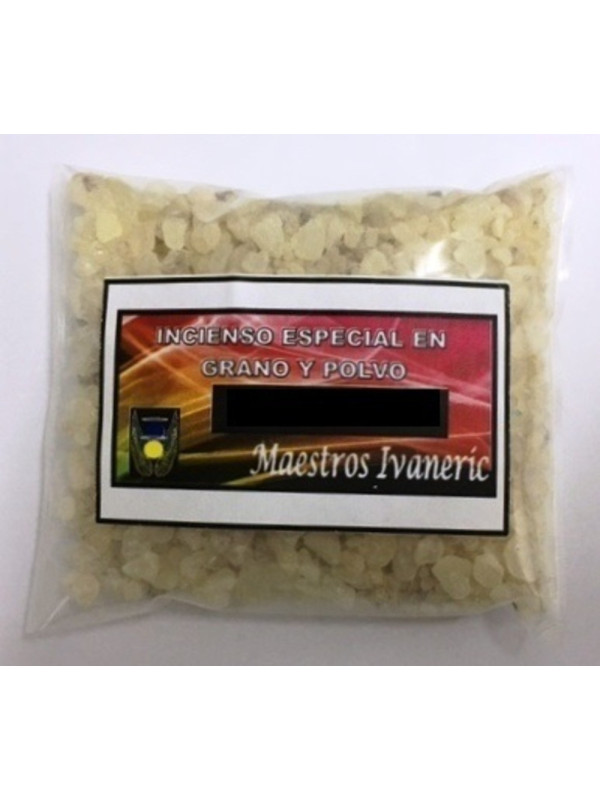 INCIENSO ESPECIAL EN
GRANO Y POLVO
Maestros Ivaneric